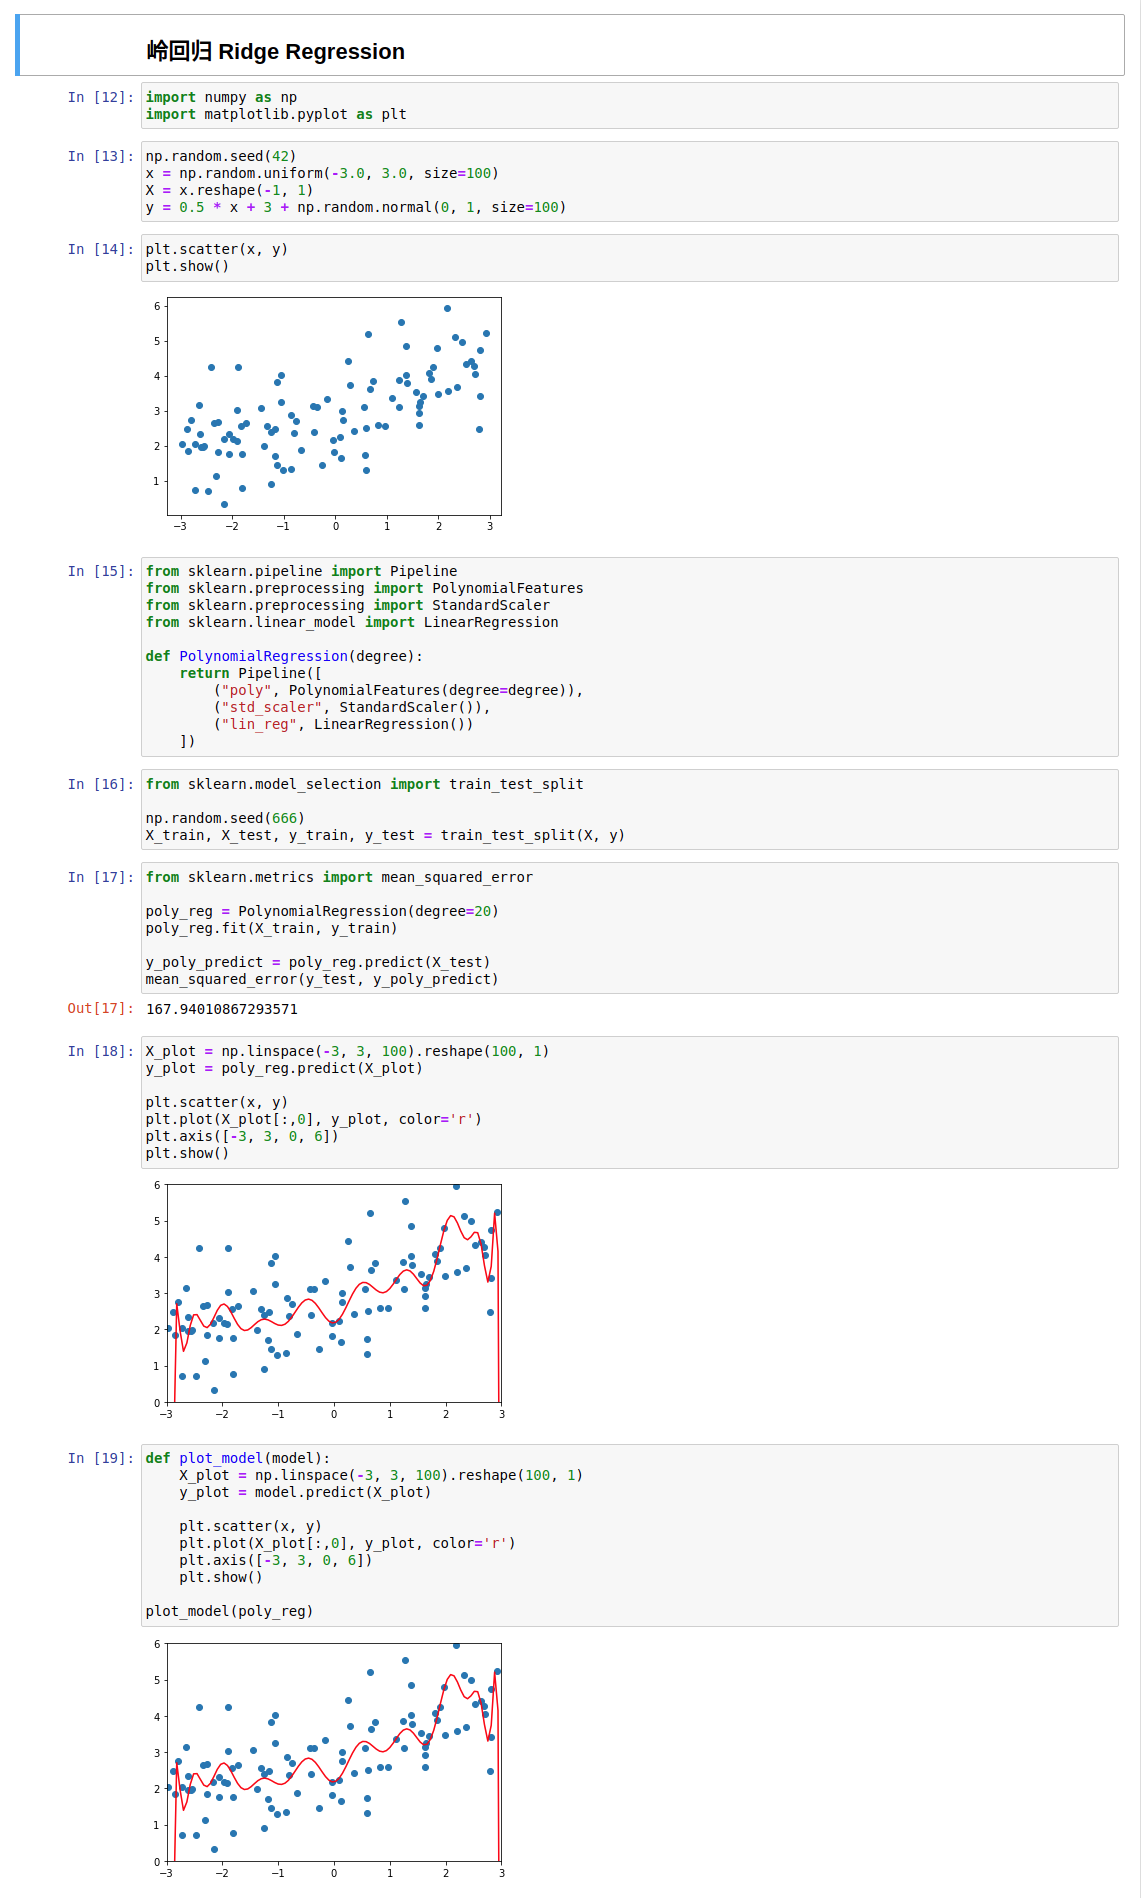 岭回归 Ridge Regression
In [12]: import numpy as np
import matplotlib.pyplot as plt
In [13]: np.random.seed(42)
x = np.random.uniform(-3.0, 3.0, size=100)
X = x.reshape(-1, 1)
y = 0.5 * x + 3 + np.random.normal(0, 1, size=100)
In [14]: plt.scatter(x, y)
plt.show()
6
5
4
3
2
1
−3 −2 −1 0 1 2 3
In [15]: from sklearn.pipeline import Pipeline
from sklearn.preprocessing import PolynomialFeatures
from sklearn.preprocessing import StandardScaler
from sklearn.linear_model import LinearRegression
def PolynomialRegression(degree):
    return Pipeline([
        ("poly", PolynomialFeatures(degree=degree)),
        ("std_scaler", StandardScaler()),
        ("lin_reg", LinearRegression())
    ])
In [16]: from sklearn.model_selection import train_test_split
np.random.seed(666)
X_train, X_test, y_train, y_test = train_test_split(X, y)
In [17]: from sklearn.metrics import mean_squared_error
poly_reg = PolynomialRegression(degree=20)
poly_reg.fit(X_train, y_train)
y_poly_predict = poly_reg.predict(X_test)
mean_squared_error(y_test, y_poly_predict)
Out[17]: 167.94010867293571
In [18]: X_plot = np.linspace(-3, 3, 100).reshape(100, 1)
y_plot = poly_reg.predict(X_plot)
plt.scatter(x, y)
plt.plot(X_plot[:,0], y_plot, color='r')
plt.axis([-3, 3, 0, 6])
plt.show()
6
5
4
3
2
1
0
−3 −2 −1 0 1 2 3
In [19]: def plot_model(model):
    X_plot = np.linspace(-3, 3, 100).reshape(100, 1)
    y_plot = model.predict(X_plot)
    plt.scatter(x, y)
    plt.plot(X_plot[:,0], y_plot, color='r')
    plt.axis([-3, 3, 0, 6])
    plt.show()
plot_model(poly_reg)
6
5
4
3
2
1
0
−3 −2 −1 0 1 2 3